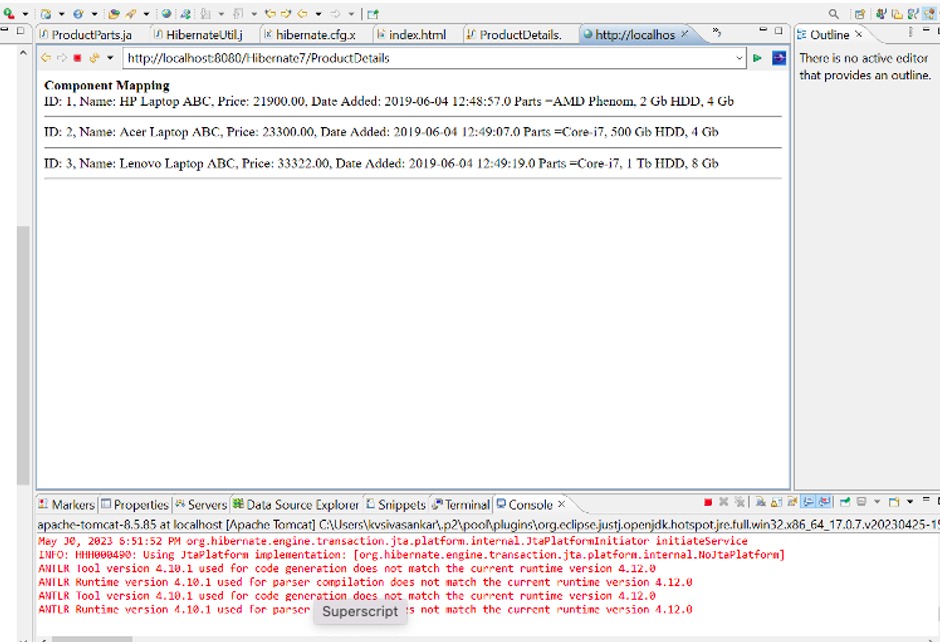 ProductParts.ja HibernateUtil.j hibernate.cfg.x index.html ProductDetails. http://localhos Outline
http://localhost:8080/Hibernate7/ProductDetails
There is no active editor
that provides an outline.
Component Mapping
ID: 1, Name: HP Laptop ABC, Price: 21900.00, Date Added: 2019-06-04 12:48:57.0 Parts =AMD Phenom, 2 Gb HDD, 4 Gb
ID: 2, Name: Acer Laptop ABC, Price: 23300.00, Date Added: 2019-06-04 12:49:07.0 Parts =Core-i7, 500 Gb HDD, 4 Gb
ID: 3, Name: Lenovo Laptop ABC, Price: 33322.00, Date Added: 2019-06-04 12:49:19.0 Parts =Core-i7, 1 Tb HDD, 8 Gb
Markers Properties Servers Data Source Explorer Snippets Terminal Console
apache-tomcat-8.5.85 at localhost [Apache Tomcat] C:\Users\kvsivasankar\.p2\pool\plugins\org.eclipse.justj.openjdk.hotspot.jre.full.win32.x86_64_17.0.7.v20230425-15
May 30, 2023 6:51:52 PM org.hibernate.engine.transaction.jta.platform.internal.JtaPlatformInitiator initiateService
INFO: HHH000490: Using JtaPlatform implementation: [org.hibernate.engine.transaction.jta.platform.internal.NoJtaPlatform]
ANTLR Tool version 4.10.1 used for code generation does not match the current runtime version 4.12.0
ANTLR Runtime version 4.10.1 used for parser compilation does not match the current runtime version 4.12.0
ANTLR Tool version 4.10.1 used for code generation does not match the current runtime version 4.12.0
ANTLR Runtime version 4.10.1 used for parser es not match the current runtime version 4.12.0
Superscript